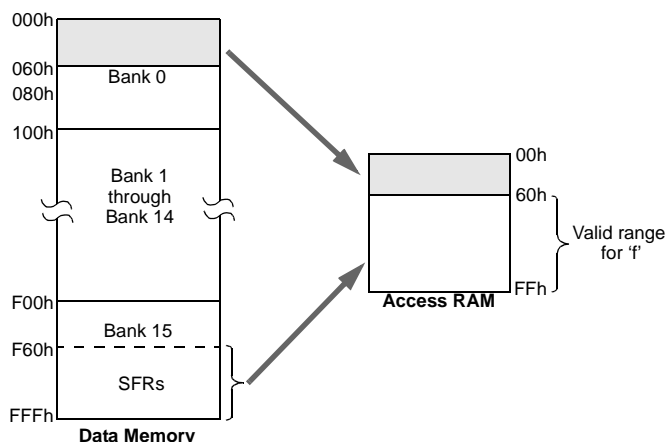 000h
060h
Bank 0
080h
100h
Bank 1
through
Bank 14
F00h
Bank 15
F60h
SFRs
FFFh
Data Memory
00h
60h
Valid range
for ‘f’
FFh
Access RAM